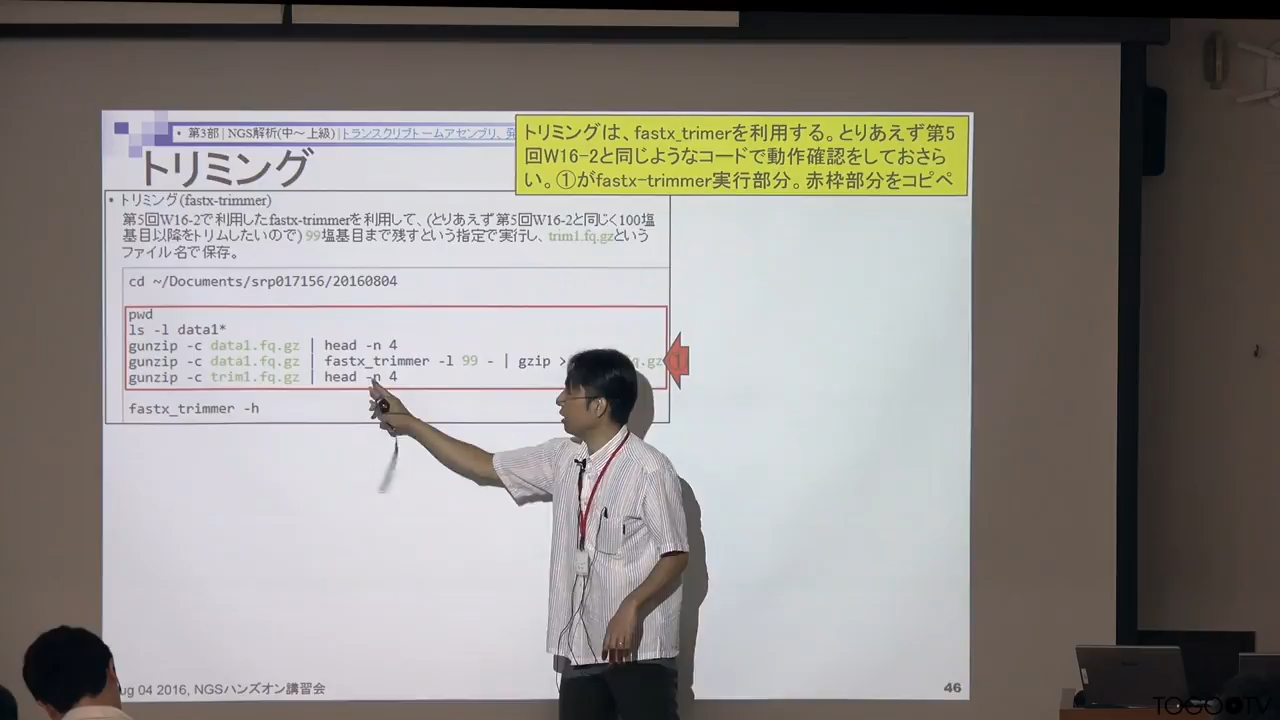 • 第3部 | NGS解析(中～上級) | トランスクリプトームアセンブリ、発
トリミング
トリミングは、fastx_trimerを利用する。とりあえず第5
回W16-2と同じようなコードで動作確認をしておさら
い。①がfastx-trimmer実行部分。赤枠部分をコピペ
• トリミング(fastx-trimmer)
第5回W16-2で利用したfastx-trimmerを利用して、(とりあえず第5回W16-2と同じく100塩
基目以降をトリムしたいので) 99塩基目まで残すという指定で実行し、trim1.fq.gzという
ファイル名で保存。
cd ~/Documents/srp017156/20160804
pwd
ls -l data1*
gunzip -c data1.fq.gz | head -n 4
gunzip -c data1.fq.gz | fastx_trimmer -l 99 - | gzip > q.gz
①
gunzip -c trim1.fq.gz | head -n 4
fastx_trimmer -h
ug 04 2016, NGSハンズオン講習会
46
TOGOTV